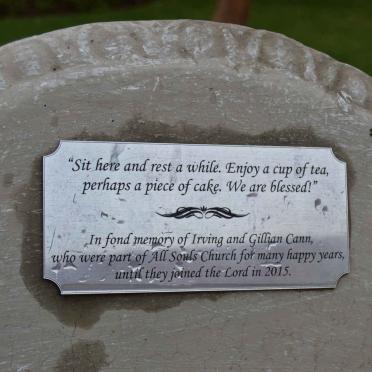 “Sit here and rest a while. Enjoy a cup of tea,
perhaps a piece of cake. We are blessed!”
In fond memory of Irving and Gillian Cann,
who were part of All Souls Church for many happy years,
until they joined the Lord in 2015.